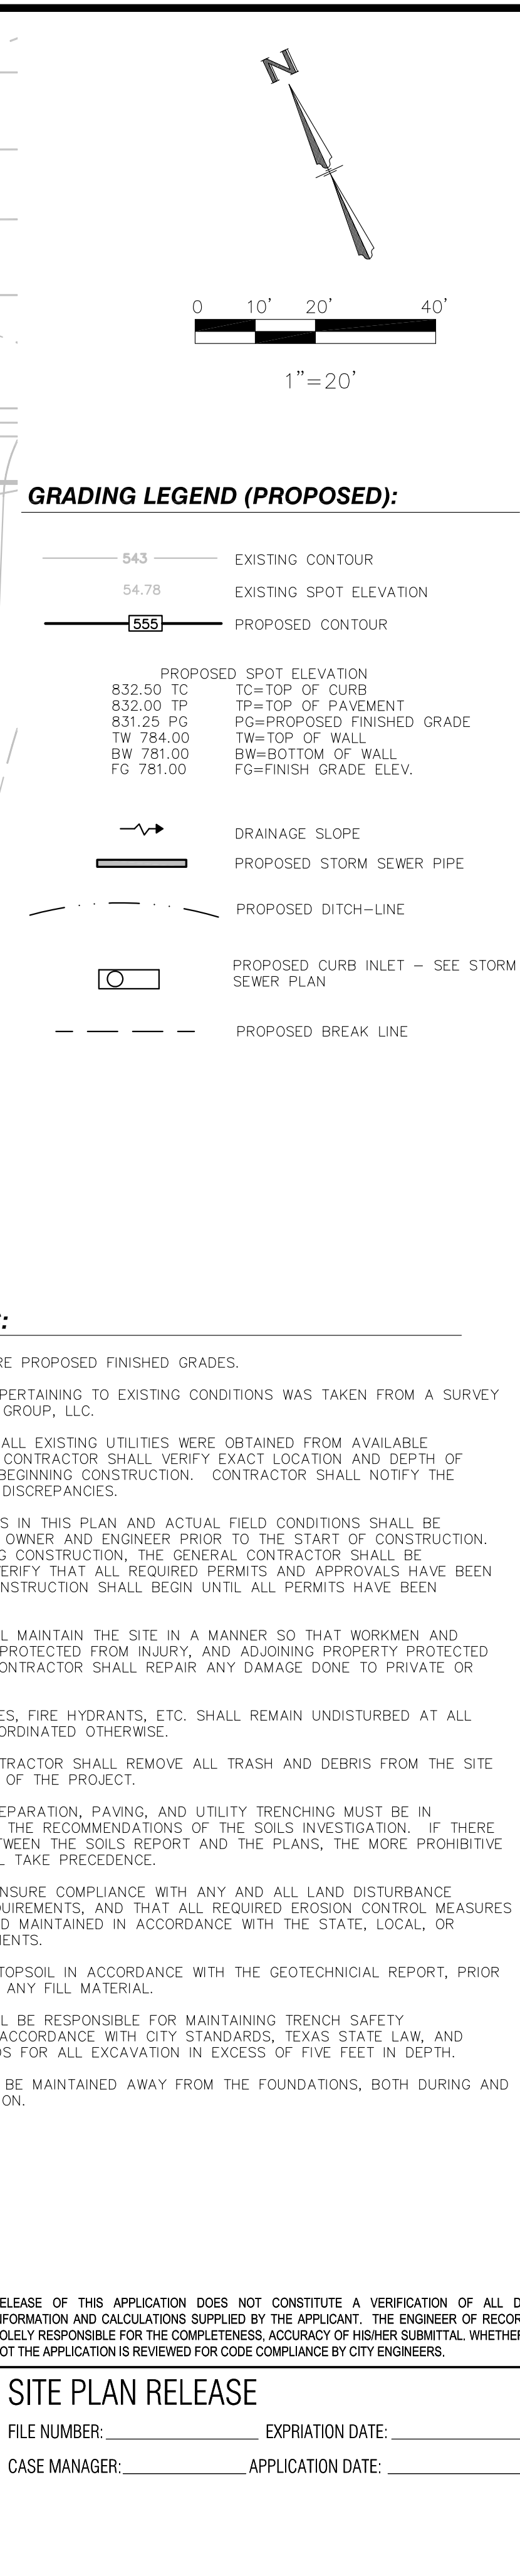 N
0 10' 20' 40'
1"=20'
GRADING LEGEND (PROPOSED):
543 EXISTING CONTOUR
54.78 EXISTING SPOT ELEVATION
555 PROPOSED CONTOUR
PROPOSED SPOT ELEVATION
832.50 TC TC=TOP OF CURB
832.00 TP TP=TOP OF PAVEMENT
831.25 PG PG=PROPOSED FINISHED GRADE
TW 784.00 TW=TOP OF WALL
BW 781.00 BW=BOTTOM OF WALL
FG 781.00 FG=FINISH GRADE ELEV.
DRAINAGE SLOPE
PROPOSED STORM SEWER PIPE
PROPOSED DITCH-LINE
PROPOSED CURB INLET - SEE STORM
SEWER PLAN
PROPOSED BREAK LINE
:
RE PROPOSED FINISHED GRADES.
PERTAINING TO EXISTING CONDITIONS WAS TAKEN FROM A SURVEY
GROUP, LLC.
ALL EXISTING UTILITIES WERE OBTAINED FROM AVAILABLE
CONTRACTOR SHALL VERIFY EXACT LOCATION AND DEPTH OF
BEGINNING CONSTRUCTION. CONTRACTOR SHALL NOTIFY THE
DISCREPANCIES.
S IN THIS PLAN AND ACTUAL FIELD CONDITIONS SHALL BE
OWNER AND ENGINEER PRIOR TO THE START OF CONSTRUCTION.
G CONSTRUCTION, THE GENERAL CONTRACTOR SHALL BE
VERIFY THAT ALL REQUIRED PERMITS AND APPROVALS HAVE BEEN
NSTRUCTION SHALL BEGIN UNTIL ALL PERMITS HAVE BEEN
L MAINTAIN THE SITE IN A MANNER SO THAT WORKMEN AND
PROTECTED FROM INJURY, AND ADJOINING PROPERTY PROTECTED
ONTRACTOR SHALL REPAIR ANY DAMAGE DONE TO PRIVATE OR
ES, FIRE HYDRANTS, ETC. SHALL REMAIN UNDISTURBED AT ALL
ORDINATED OTHERWISE.
TRACTOR SHALL REMOVE ALL TRASH AND DEBRIS FROM THE SITE
OF THE PROJECT.
EPARATION, PAVING, AND UTILITY TRENCHING MUST BE IN
THE RECOMMENDATIONS OF THE SOILS INVESTIGATION. IF THERE
TWEEN THE SOILS REPORT AND THE PLANS, THE MORE PROHIBITIVE
L TAKE PRECEDENCE.
NSURE COMPLIANCE WITH ANY AND ALL LAND DISTURBANCE
QUIREMENTS, AND THAT ALL REQUIRED EROSION CONTROL MEASURES
D MAINTAINED IN ACCORDANCE WITH THE STATE, LOCAL, OR
MENTS.
TOPSOIL IN ACCORDANCE WITH THE GEOTECHNICIAL REPORT, PRIOR
ANY FILL MATERIAL.
L BE RESPONSIBLE FOR MAINTAINING TRENCH SAFETY
ACCORDANCE WITH CITY STANDARDS, TEXAS STATE LAW, AND
DS FOR ALL EXCAVATION IN EXCESS OF FIVE FEET IN DEPTH.
BE MAINTAINED AWAY FROM THE FOUNDATIONS, BOTH DURING AND
ON.
ELEASE OF THIS APPLICATION DOES NOT CONSTITUTE A VERIFICATION OF ALL D
NFORMATION AND CALCULATIONS SUPPLIED BY THE APPLICANT. THE ENGINEER OF RECOR
OLELY RESPONSIBLE FOR THE COMPLETENESS, ACCURACY OF HIS/HER SUBMITTAL. WHETHER
OT THE APPLICATION IS REVIEWED FOR CODE COMPLIANCE BY CITY ENGINEERS.
SITE PLAN RELEASE
FILE NUMBER: EXPRIATION DATE:
CASE MANAGER: APPLICATION DATE: